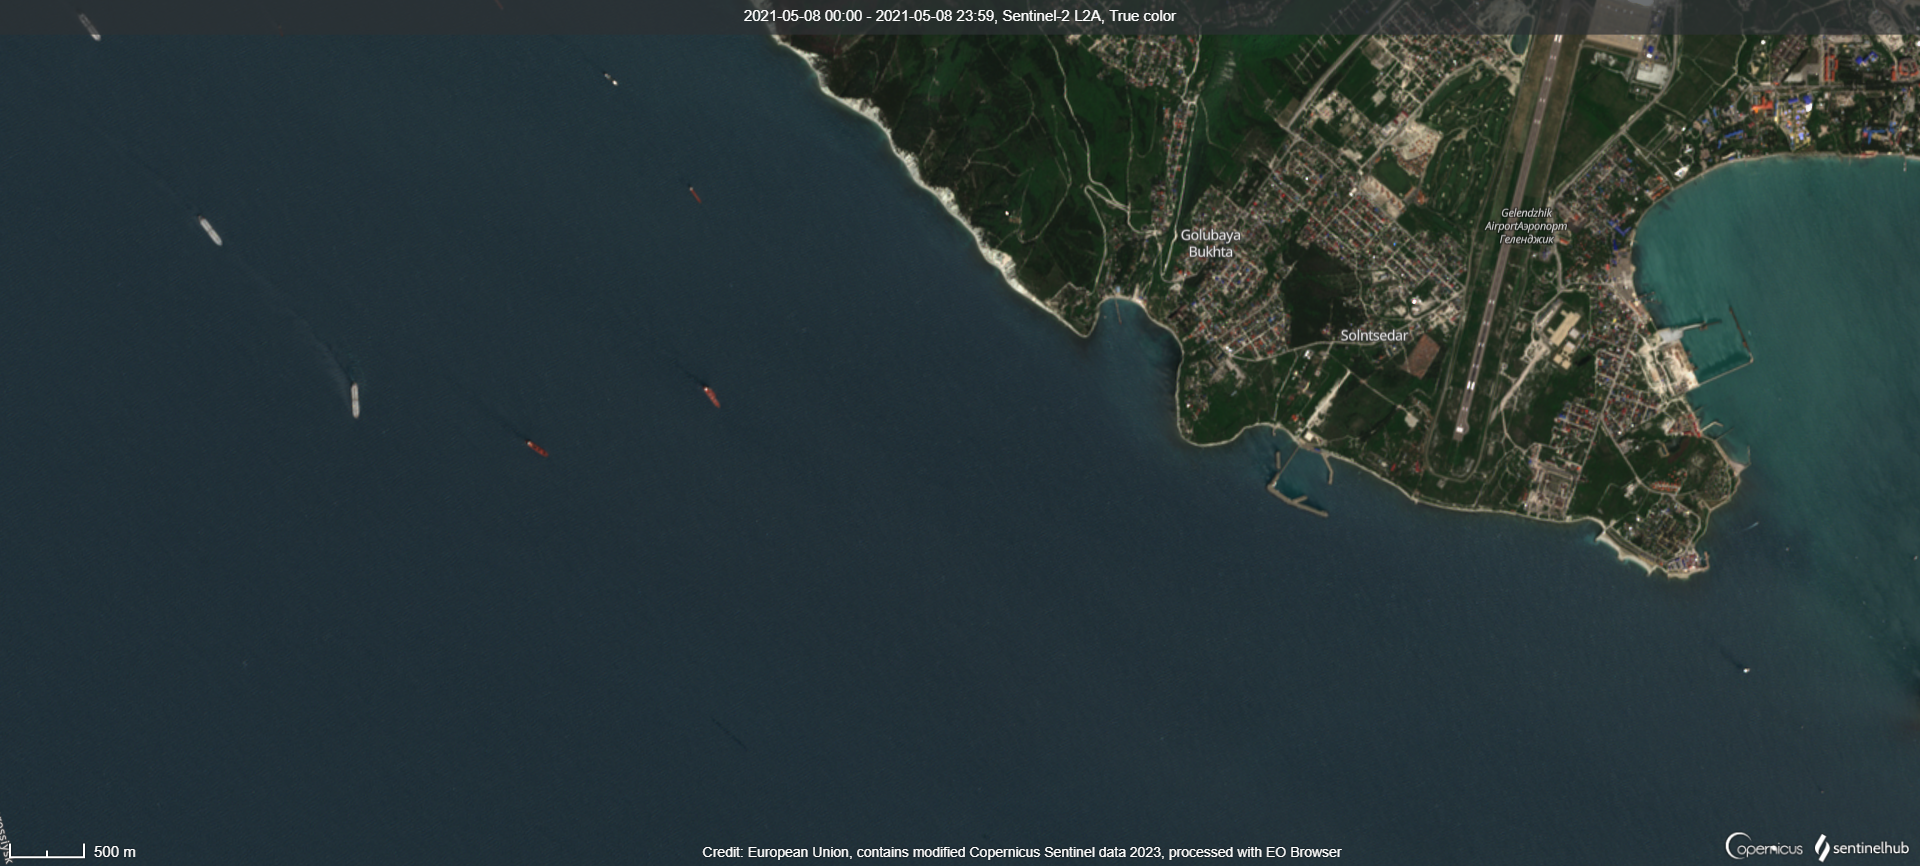 2021-05-08 00:00 - 2021-05-08 23:59, Sentinel-2 L2A, True color
Gelendzhik
AirportАэропорт
Геленджик
Golubaya
Bukhta
Solntsedar
500 m
Credit: European Union, contains modified Copernicus Sentinel data 2023, processed with EO Browser
Copernicus
sentinelhub